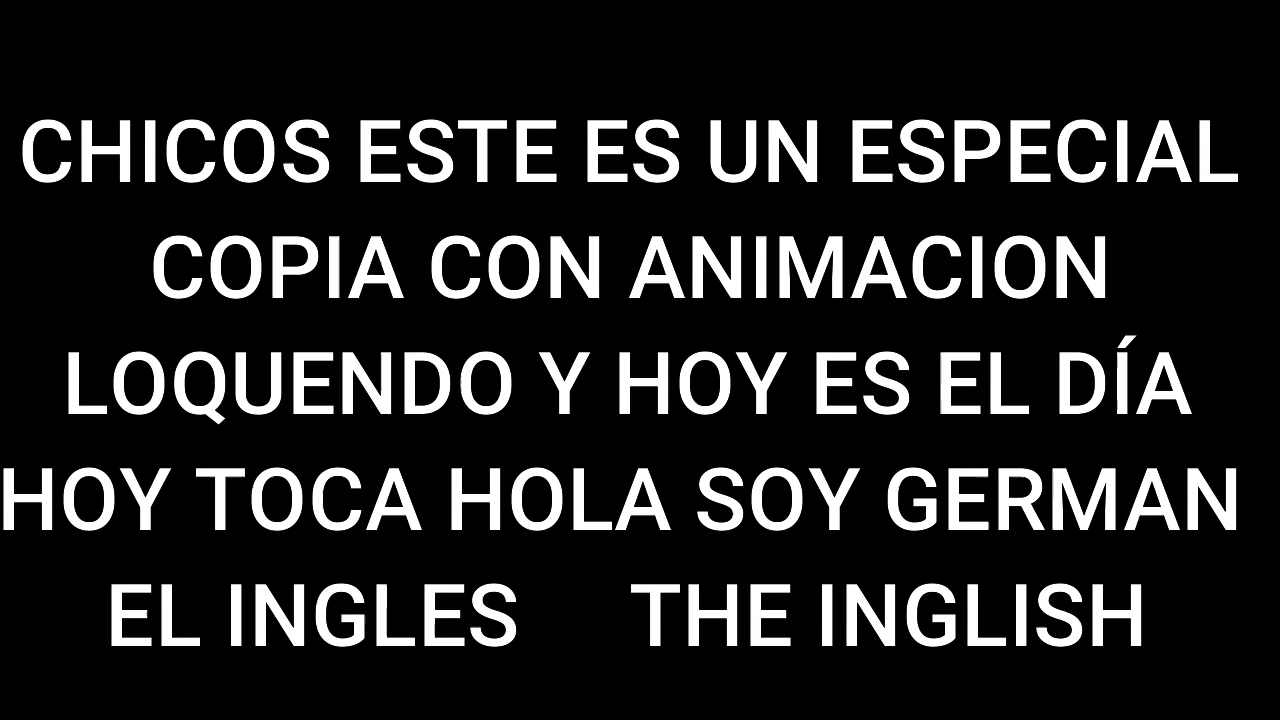 CHICOS ESTE ES UN ESPECIAL
COPIA CON ANIMACION
LOQUENDO Y HOY ES EL DÍA
HOY TOCA HOLA SOY GERMAN
EL INGLES THE INGLISH